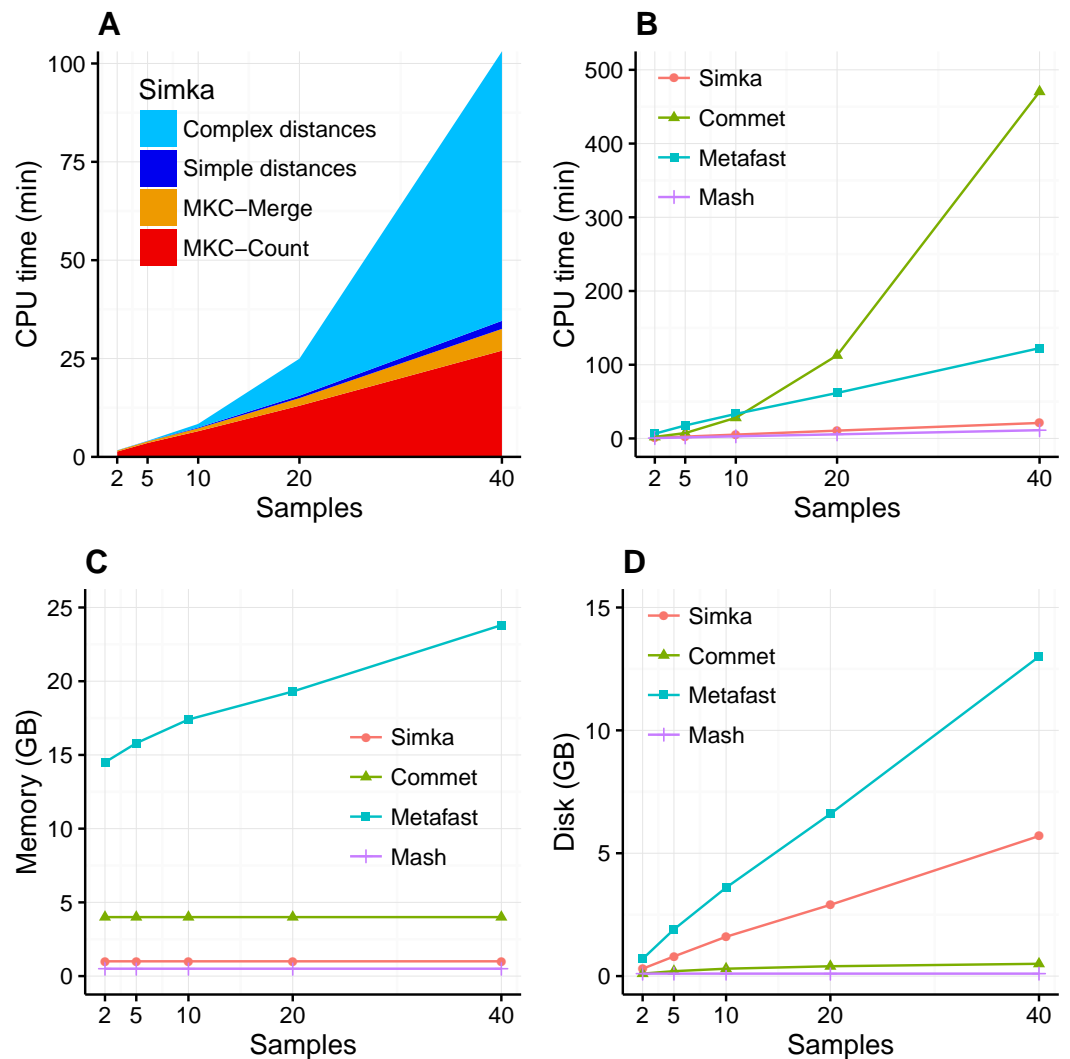 A
CPU time (min)
100
75
50
25
0
Simka
Complex distances
Simple distances
MKC−Merge
MKC−Count
2 5 10 20 40
Samples
B
CPU time (min)
500
400
300
200
100
0
Simka
Commet
Metafast
Mash
2 5 10 20 40
Samples
C
Memory (GB)
25
20
15
10
5
0
Simka
Commet
Metafast
Mash
2 5 10 20 40
Samples
D
Disk (GB)
15
10
5
0
Simka
Commet
Metafast
Mash
2 5 10 20 40
Samples